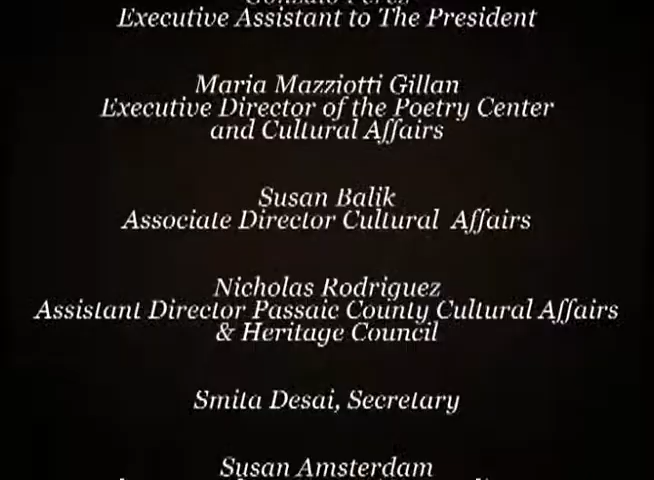 Executive Assistant to The President
Maria Mazziotti Gillan
Executive Director of the Poetry Center
and Cultural Affairs
Susan Balik
Associate Director Cultural Affairs
Nicholas Rodriguez
Assistant Director Passaic County Cultural Affairs
& Heritage Council
Smita Desai, Secretary
Susan Amsterdam